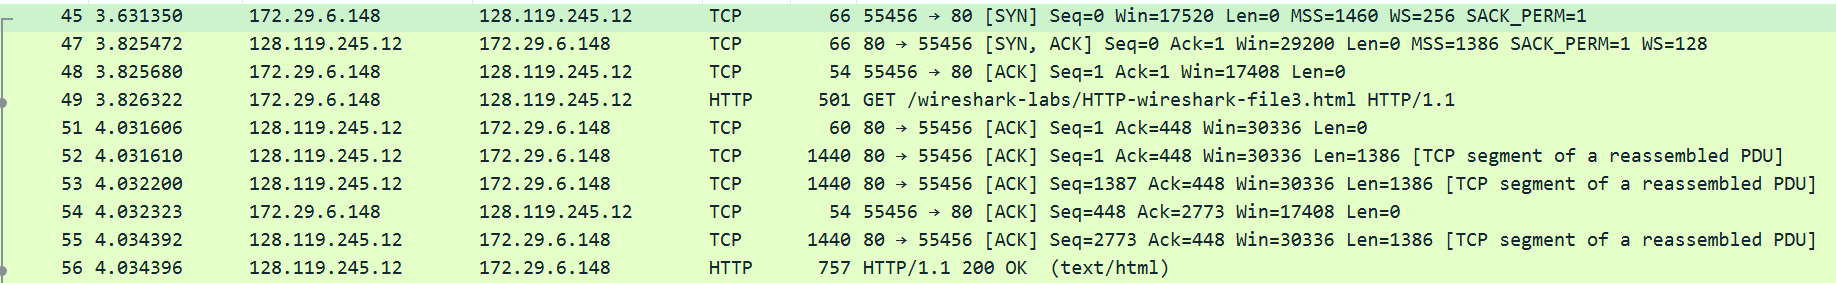 45 3.631350 172.29.6.148 128.119.245.12 TCP 66 55456 → 80 [SYN] Seq=0 Win=17520 Len=0 MSS=1460 WS=256 SACK_PERM=1
47 3.825472 128.119.245.12 172.29.6.148 TCP 66 80 → 55456 [SYN, ACK] Seq=0 Ack=1 Win=29200 Len=0 MSS=1386 SACK_PERM=1 WS=128
48 3.825680 172.29.6.148 128.119.245.12 TCP 54 55456 → 80 [ACK] Seq=1 Ack=1 Win=17408 Len=0
49 3.826322 172.29.6.148 128.119.245.12 HTTP 501 GET /wireshark-labs/HTTP-wireshark-file3.html HTTP/1.1
51 4.031606 128.119.245.12 172.29.6.148 TCP 60 80 → 55456 [ACK] Seq=1 Ack=448 Win=30336 Len=0
52 4.031610 128.119.245.12 172.29.6.148 TCP 1440 80 → 55456 [ACK] Seq=1 Ack=448 Win=30336 Len=1386 [TCP segment of a reassembled PDU]
53 4.032200 128.119.245.12 172.29.6.148 TCP 1440 80 → 55456 [ACK] Seq=1387 Ack=448 Win=30336 Len=1386 [TCP segment of a reassembled PDU]
54 4.032323 172.29.6.148 128.119.245.12 TCP 54 55456 → 80 [ACK] Seq=448 Ack=2773 Win=17408 Len=0
55 4.034392 128.119.245.12 172.29.6.148 TCP 1440 80 → 55456 [ACK] Seq=2773 Ack=448 Win=30336 Len=1386 [TCP segment of a reassembled PDU]
56 4.034396 128.119.245.12 172.29.6.148 HTTP 757 HTTP/1.1 200 OK (text/html)